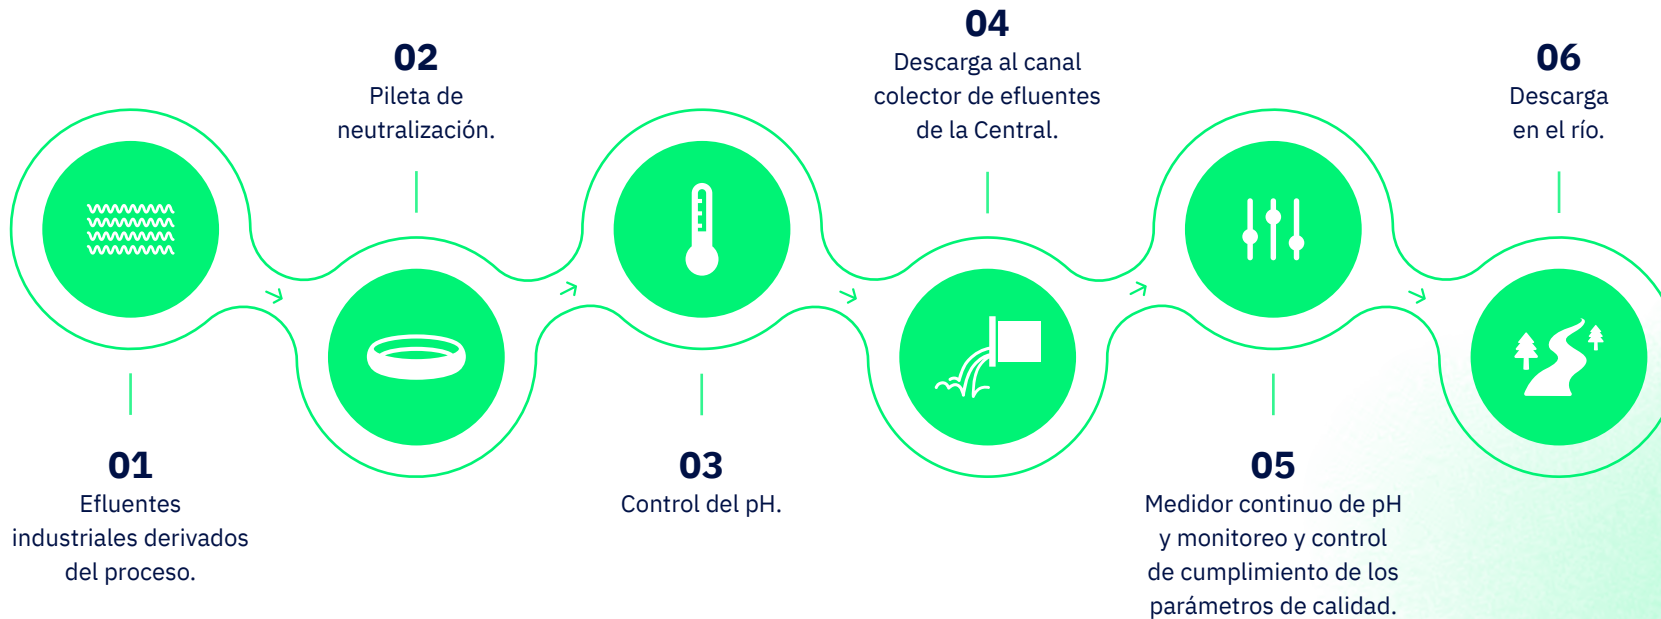 01
Efluentes
industriales derivados
del proceso.
02
Pileta de
neutralización.
03
Control del pH.
04
Descarga al canal
colector de efluentes
de la Central.
05
Medidor continuo de pH
y monitoreo y control
de cumplimiento de los
parámetros de calidad.
06
Descarga
en el río.